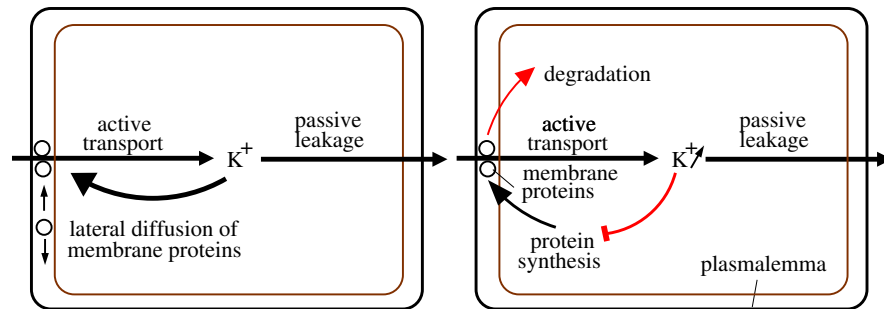 active
transport
passive
leakage
K+
lateral diffusion of
membrane proteins
degradation
active
transport
passive
leakage
K+
membrane
proteins
protein
synthesis
plasmalemma